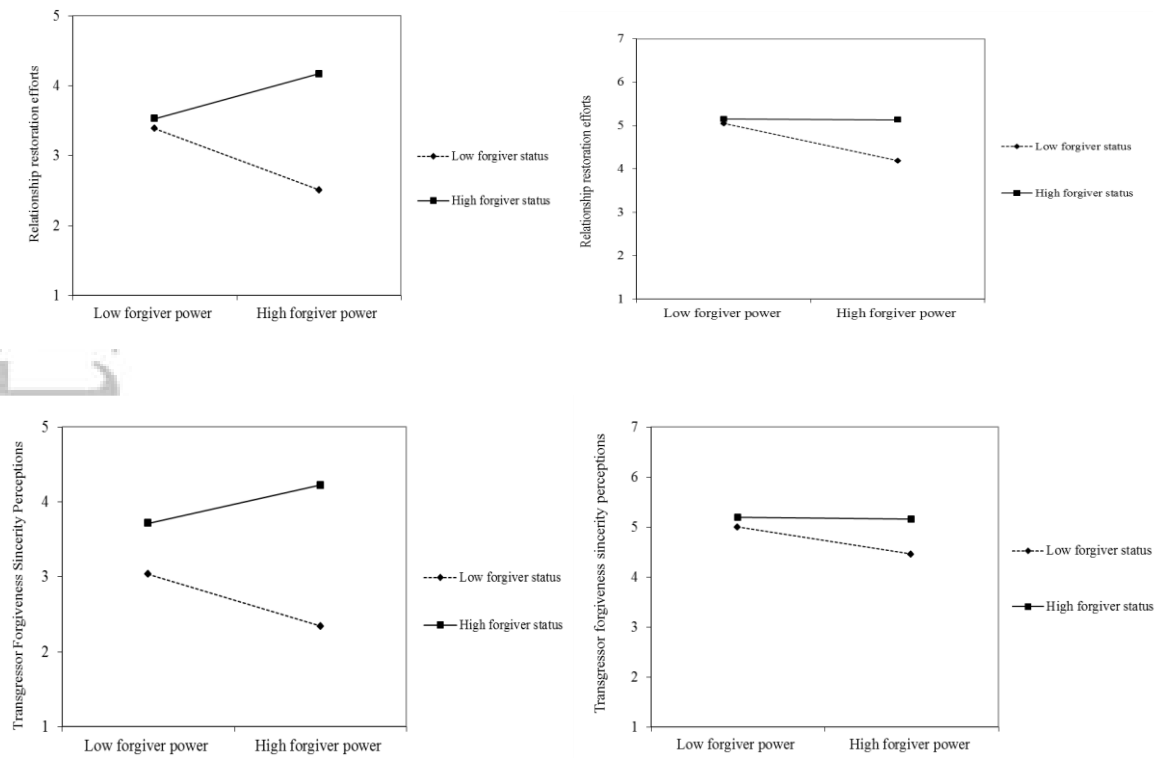 Relationship restoration efforts
5
4
3
2
1
Low forgiver power
High forgiver power
Low forgiver status
High forgiver status
Relationship restoration efforts
7
6
5
4
3
2
1
Low forgiver power
High forgiver power
Low forgiver status
High forgiver status
Transgressor Forgiveness Sincerity Perceptions
5
4
3
2
1
Low forgiver power
High forgiver power
Low forgiver status
High forgiver status
Transgressor forgiveness sincerity perceptions
7
6
5
4
3
2
1
Low forgiver power
High forgiver power
Low forgiver status
High forgiver status